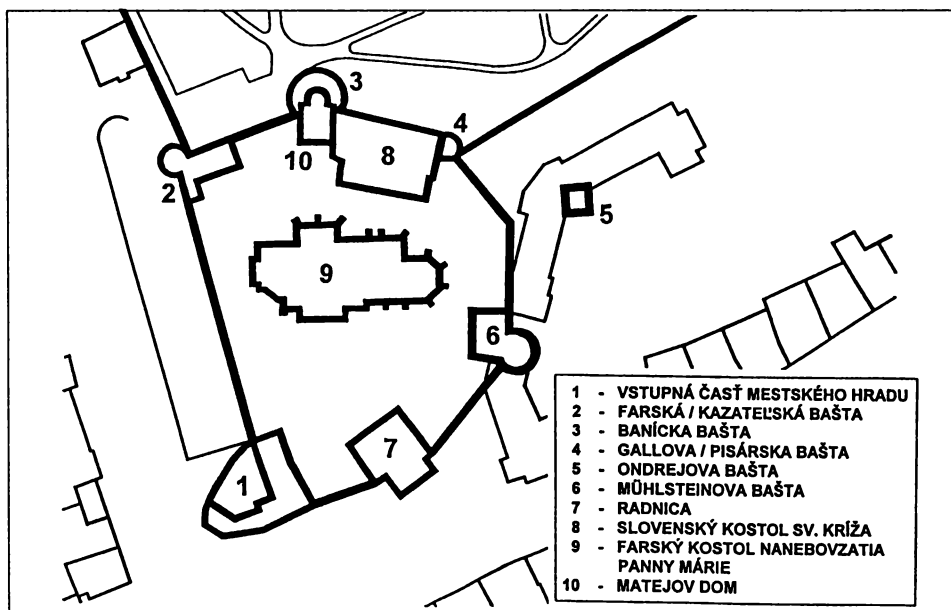 3
4
10
8
2
5
9
6
7
1
1 - VSTUPNÁ ČASŤ MESTSKÉHO HRADU
2 - FARSKÁ / KAZATEĽSKÁ BAŠTA
3 - BANÍCKA BAŠTA
4 - GALLOVA / PISÁRSKA BAŠTA
5 - ONDREJOVA BAŠTA
6 - MÜHLSTEINOVA BAŠTA
7 - RADNICA
8 - SLOVENSKÝ KOSTOL SV. KRÍŽA
9 - FARSKÝ KOSTOL NANEBOVZATIA
PANNY MÁRIE
10 - MATEJOV DOM